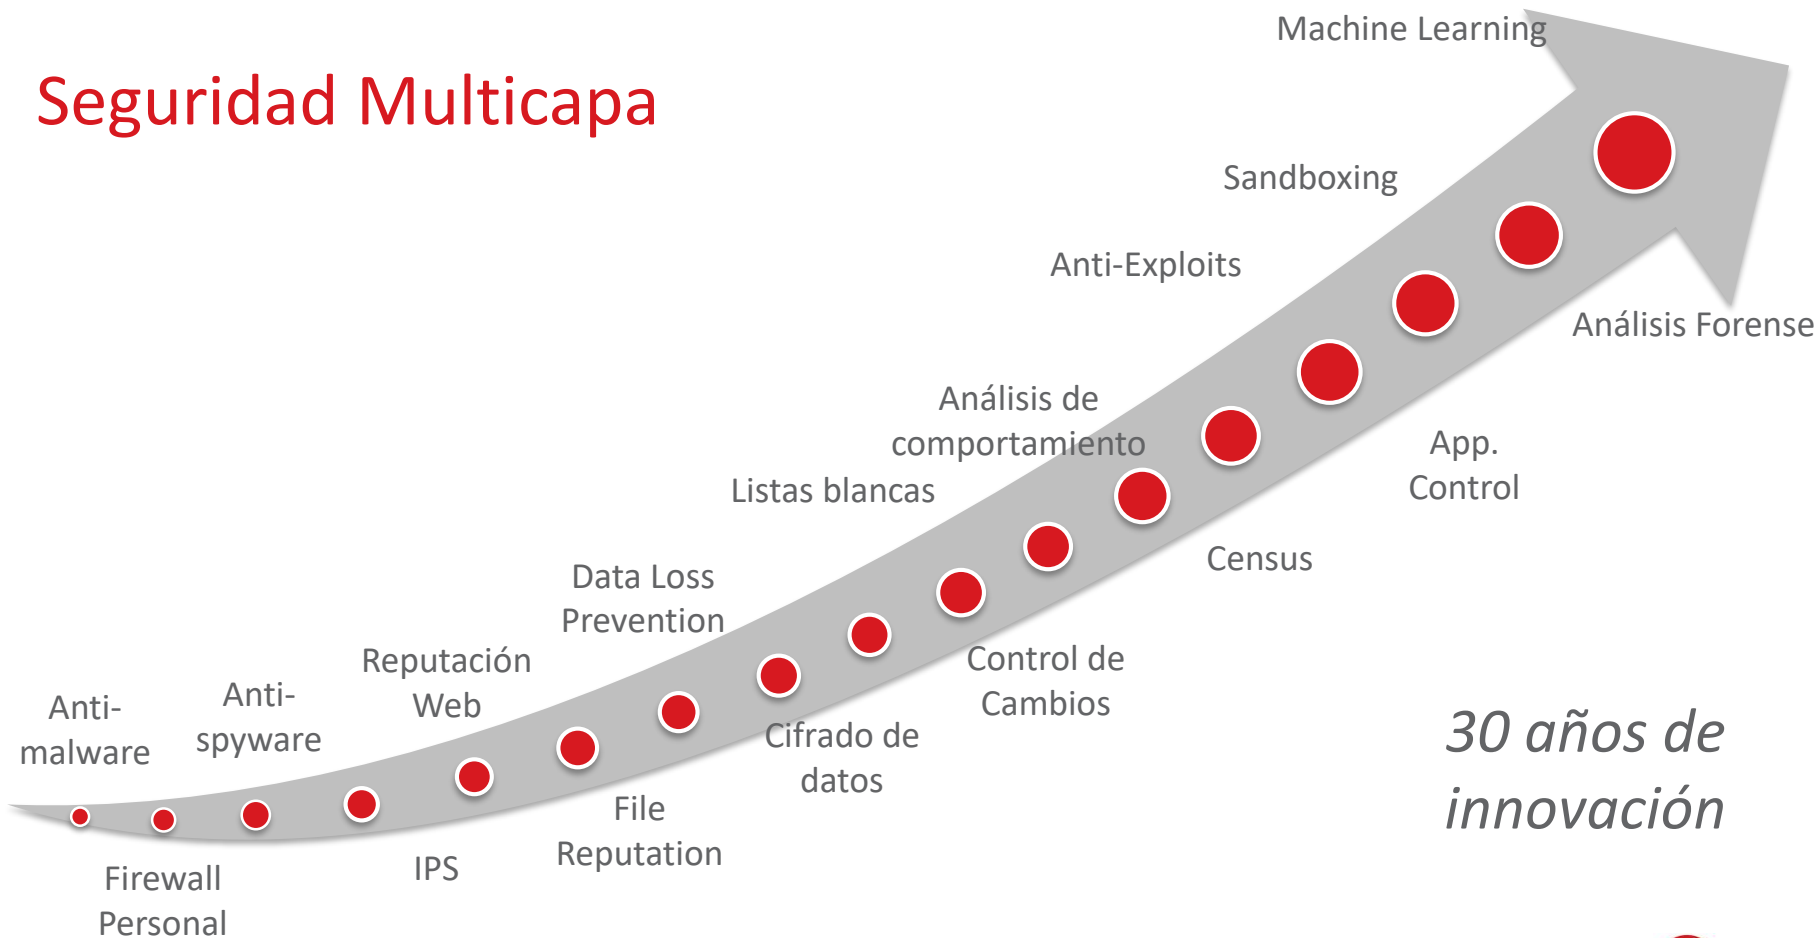 Seguridad Multicapa
Machine Learning
Sandboxing
Anti-Exploits
Análisis Forense
Análisis de
comportamiento
App.
Control
Listas blancas
Census
Data Loss
Prevention
Control de
Cambios
Reputación
Web
Anti-
spyware
Anti-
malware
Cifrado de
datos
File
Reputation
IPS
Firewall
Personal
30 años de
innovación